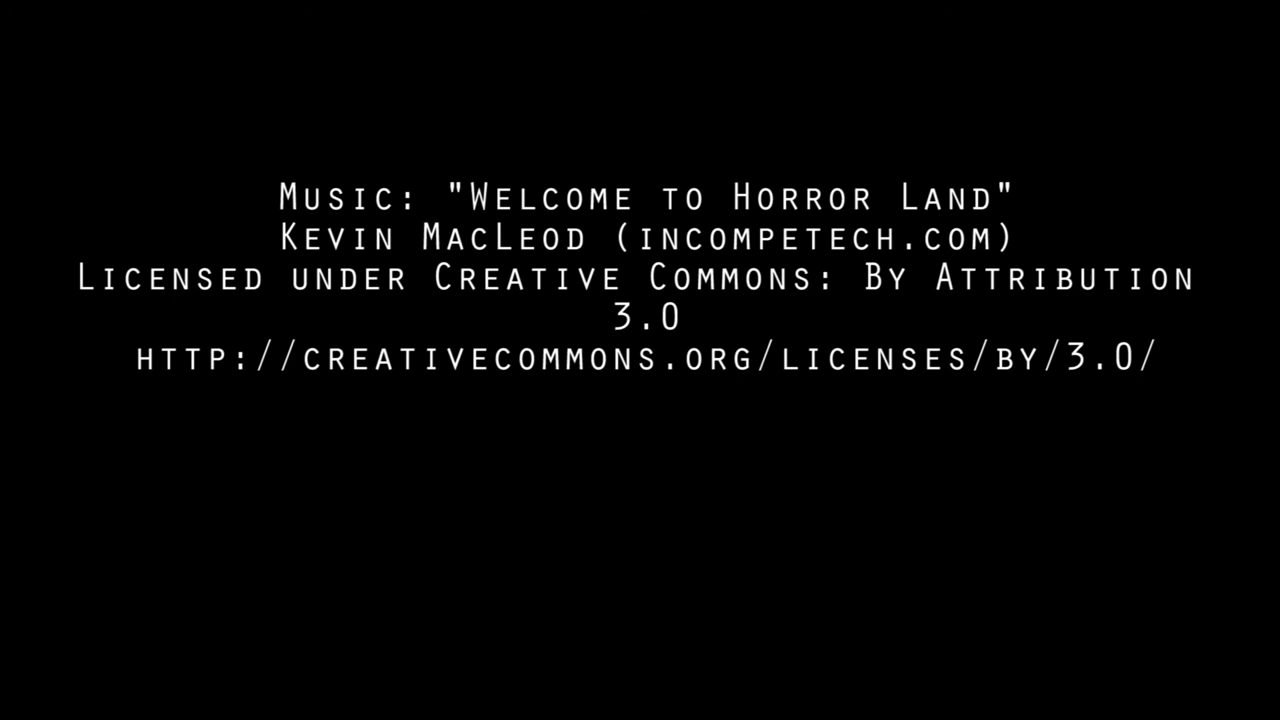 Music: "Welcome to Horror Land"
Kevin MacLeod (incompetech.com)
Licensed under Creative Commons: By Attribution
3.0
http://creativecommons.org/licenses/by/3.0/